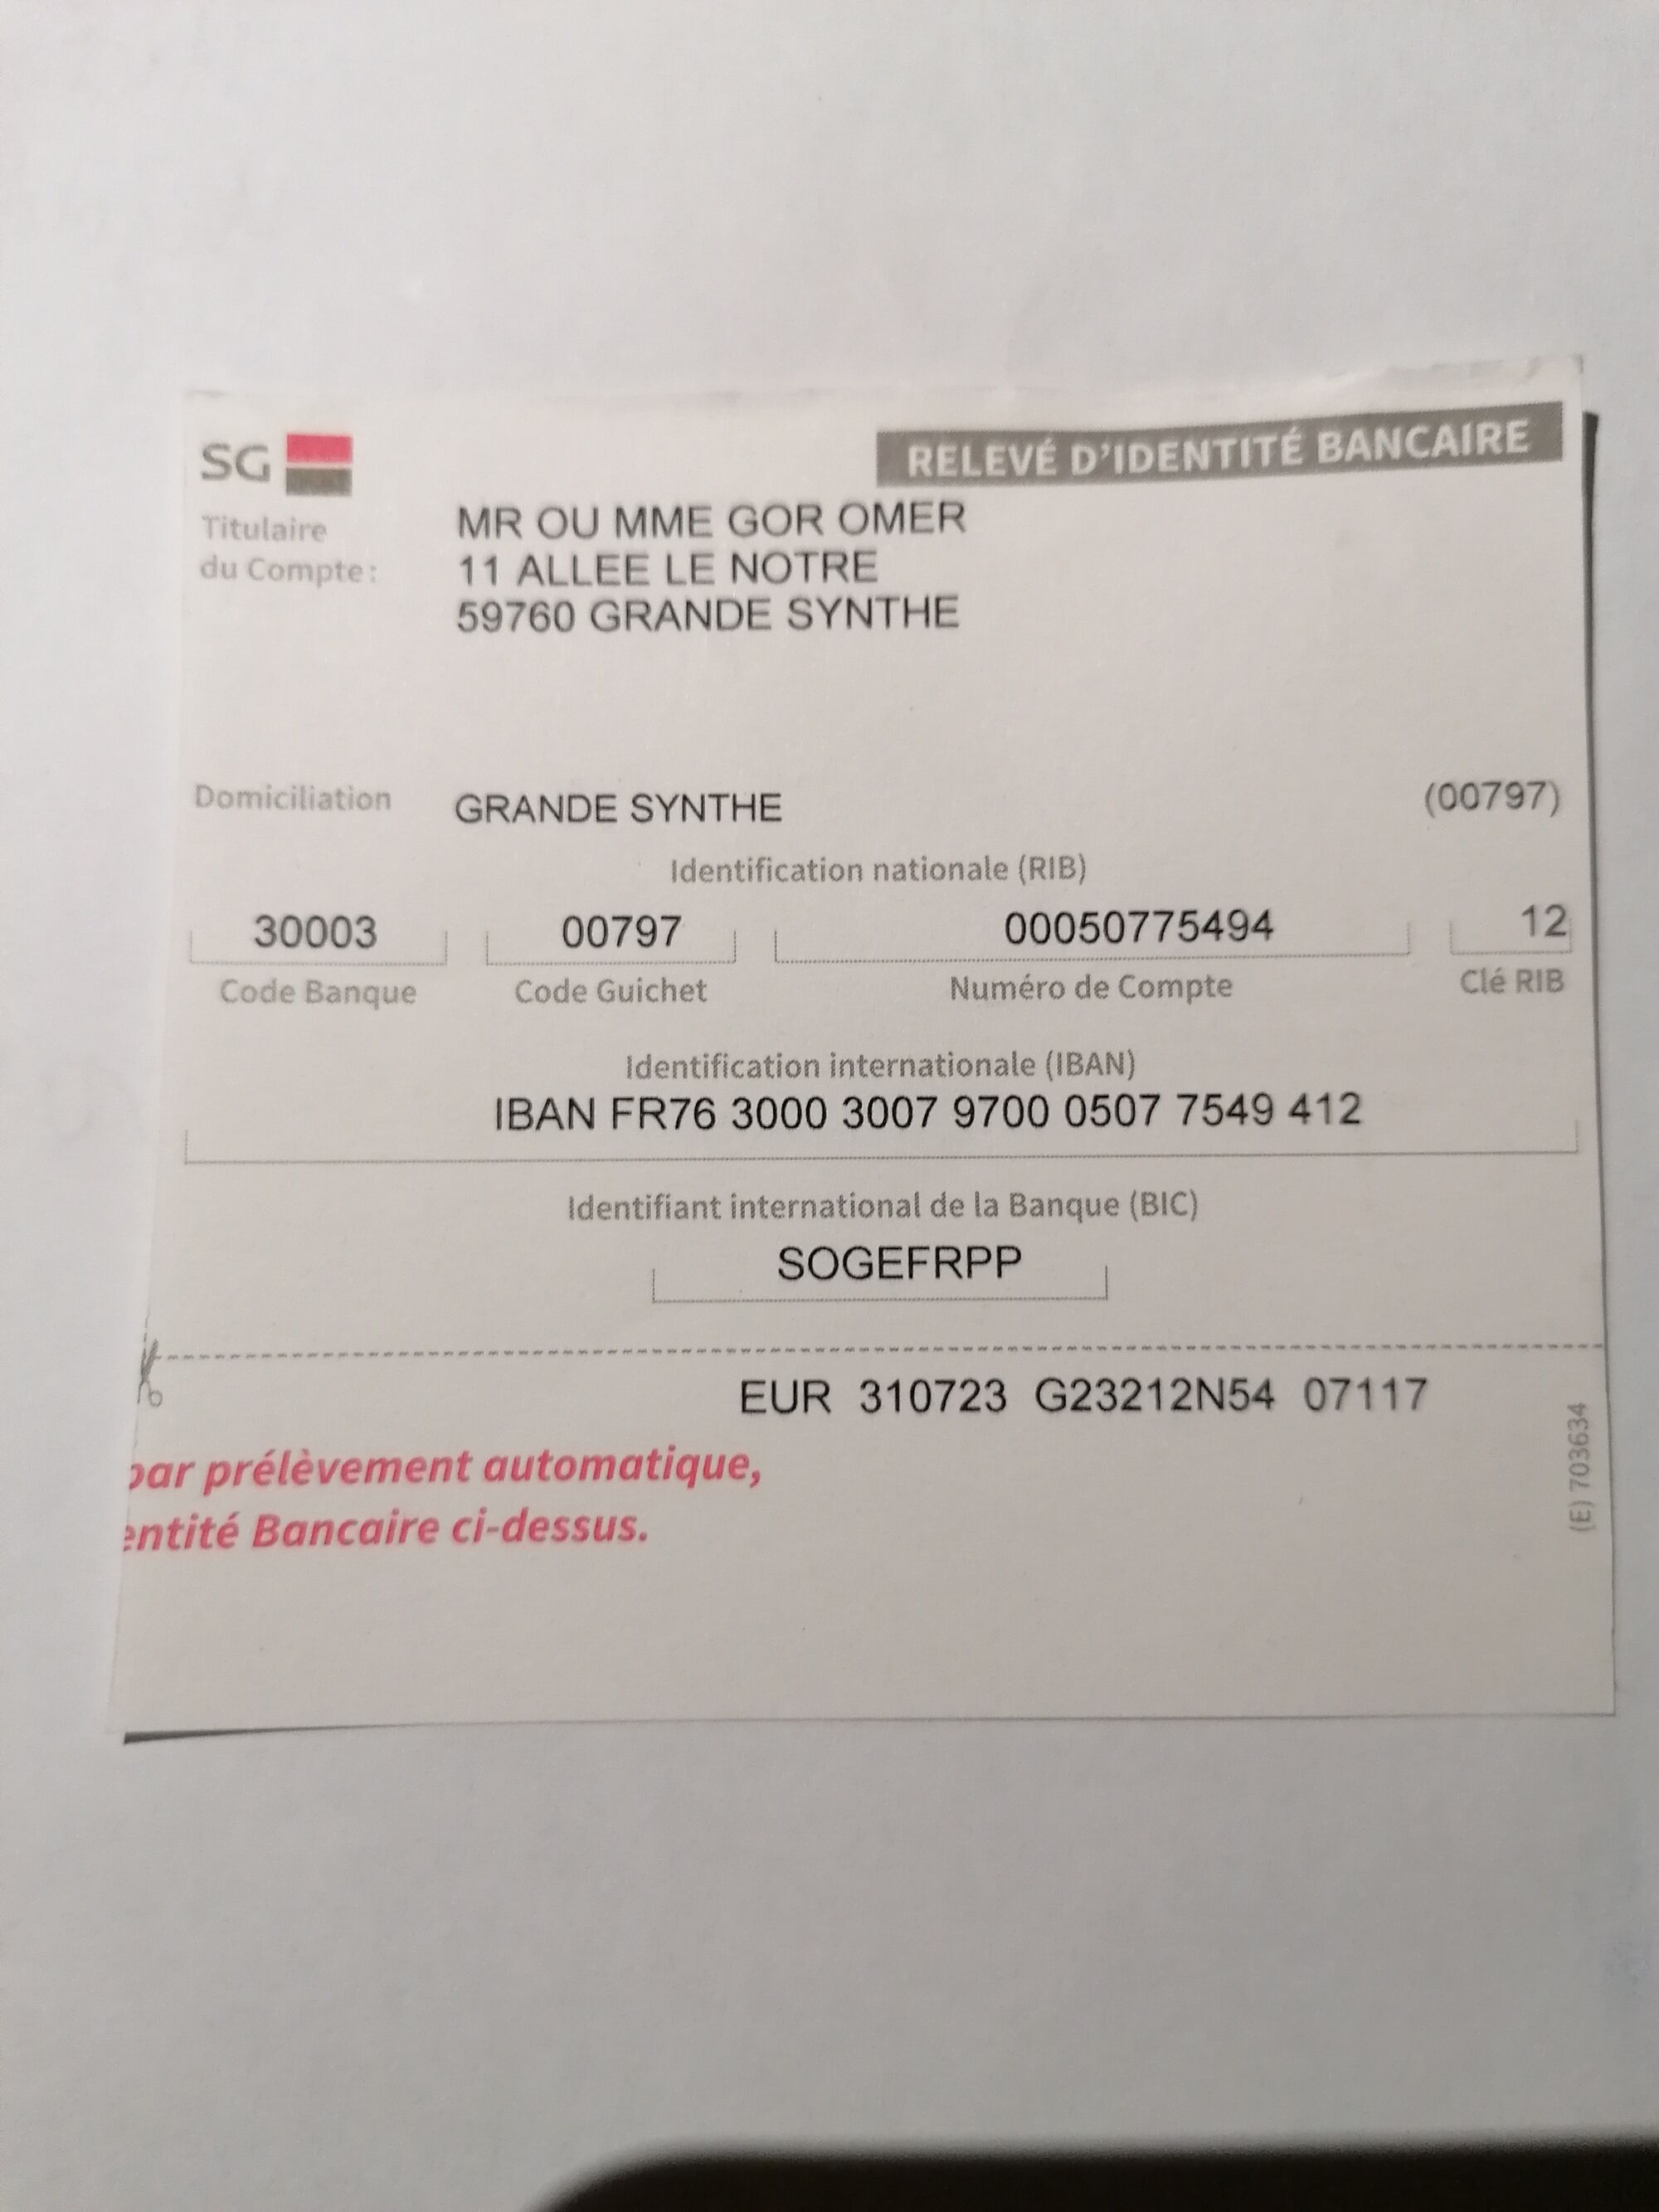 SG
RELEVÉ D'IDENTITÉ BANCAIRE
Titulaire
du Compte :
MR OU MME GOR OMER
11 ALLEE LE NOTRE
59760 GRANDE SYNTHE
Domiciliation GRANDE SYNTHE (00797)
Identification nationale (RIB)
30003 00797 00050775494 12
Code Banque Code Guichet Numéro de Compte Clé RIB
Identification internationale (IBAN)
IBAN FR76 3000 3007 9700 0507 7549 412
Identifiant international de la Banque (BIC)
SOGEFRPP
EUR 310723 G23212N54 07117
par prélèvement automatique,
entité Bancaire ci-dessus.
(E) 703634